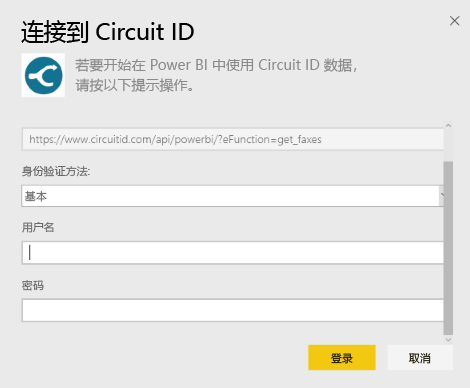 连接到 Circuit ID
若要开始在 Power BI 中使用 Circuit ID 数据，
请按以下提示操作。
https://www.circuitid.com/api/powerbi/?eFunction=get_faxes
身份验证方法:
基本
用户名
密码
登录
取消